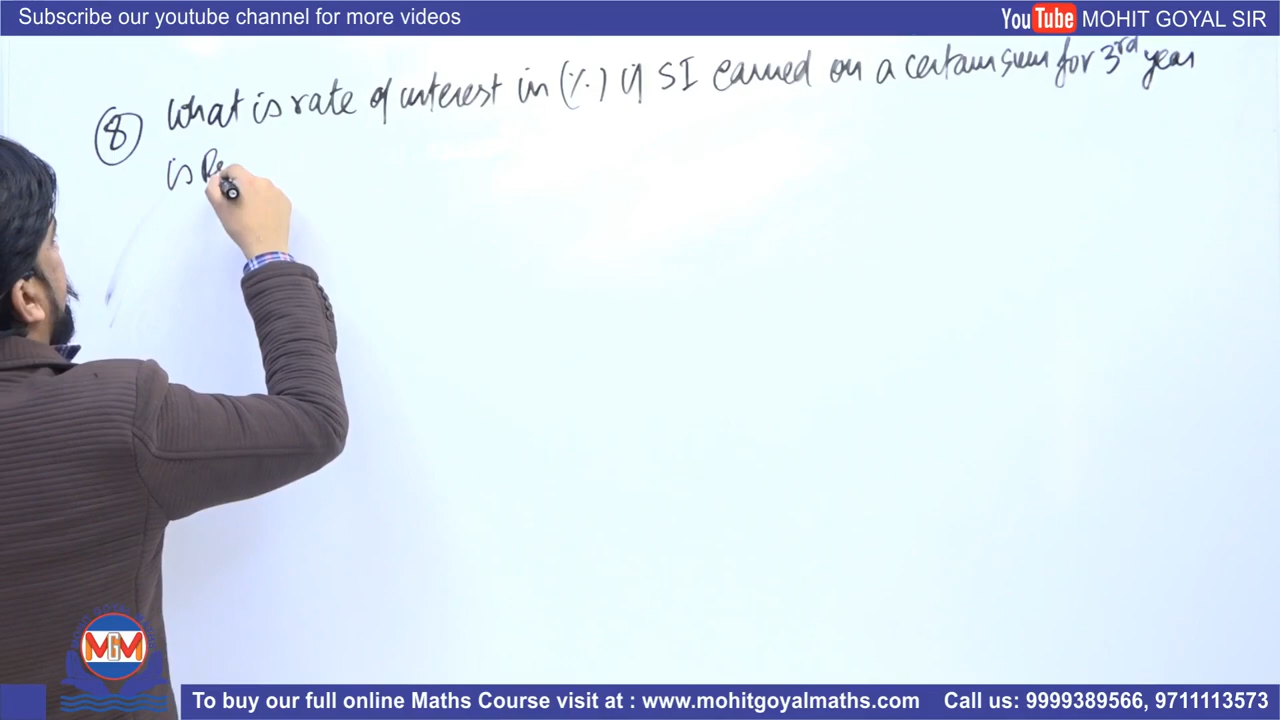 Subscribe our youtube channel for more videos
YouTube MOHIT GOYAL SIR
8 What is rate of interest in (%) if SI earned on a certain sum for 3rd year
is
MGM
To buy our full online Maths Course visit at : www.mohitgoyalmaths.com Call us: 9999389566, 9711113573